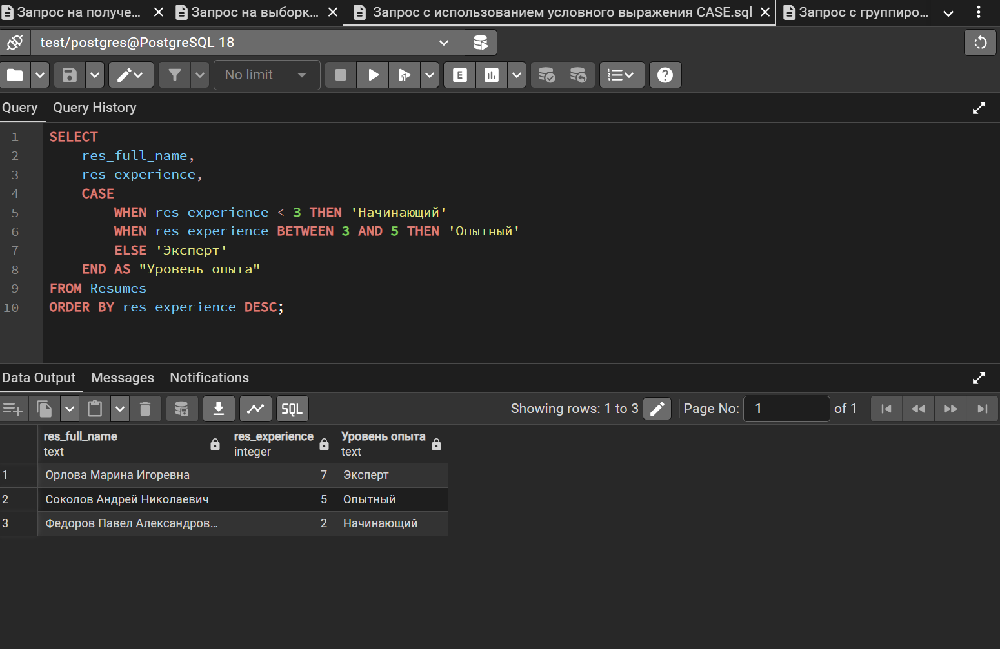 Запрос на получе...
Запрос на выборк...
Запрос с использованием условного выражения CASE.sql
Запрос с группиро...
test/postgres@PostgreSQL 18
No limit
E
Query
Query History
1 SELECT
2 res_full_name,
3 res_experience,
4 CASE
5 WHEN res_experience < 3 THEN 'Начинающий'
6 WHEN res_experience BETWEEN 3 AND 5 THEN 'Опытный'
7 ELSE 'Эксперт'
8 END AS "Уровень опыта"
9 FROM Resumes
10 ORDER BY res_experience DESC;
Data Output
Messages
Notifications
SQL
Showing rows: 1 to 3
Page No: 1 of 1
res_full_name res_experience Уровень опыта
text integer text
1 Орлова Марина Игоревна 7 Эксперт
2 Соколов Андрей Николаевич 5 Опытный
3 Федоров Павел Александров... 2 Начинающий